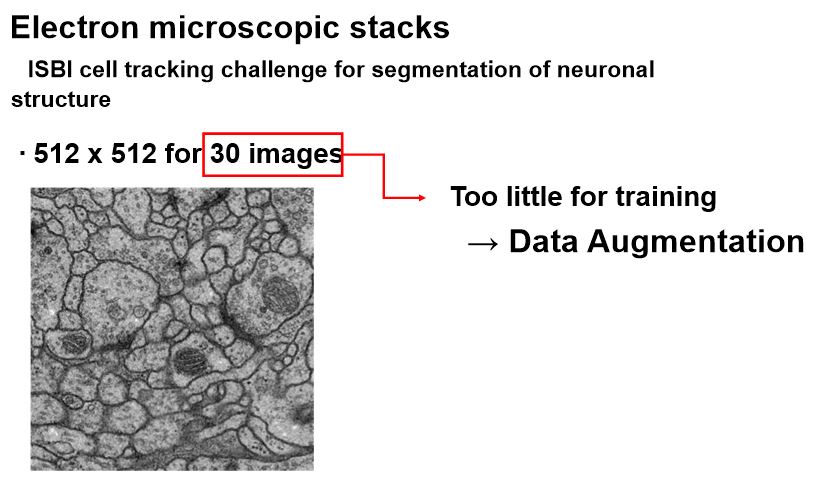 Electron microscopic stacks
ISBI cell tracking challenge for segmentation of neuronal
structure
· 512 x 512 for 30 images
Too little for training
→ Data Augmentation